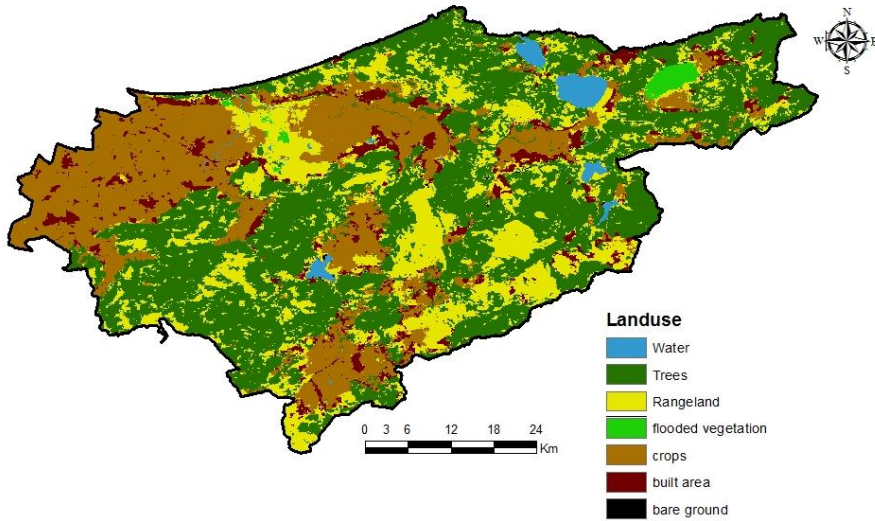 N
W E
S
Landuse
Water
Trees
Rangeland
flooded vegetation
crops
built area
bare ground
0 3 6 12 18 24
Km